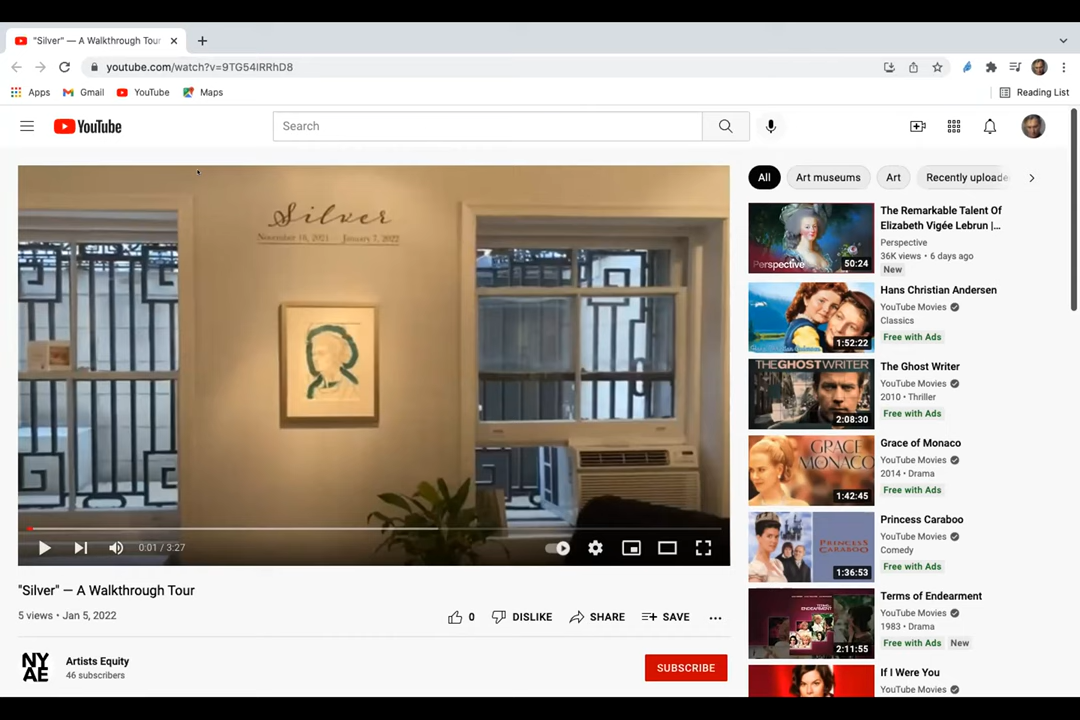 "Silver" — A Walkthrough Tour
youtube.com/watch?v=9TG54IRRhD8
Apps Gmail YouTube Maps Reading List
YouTube Search
Silver
November 16, 2021 — January 7, 2022
0:01 / 3:27
"Silver" — A Walkthrough Tour
5 views • Jan 5, 2022
0 DISLIKE SHARE SAVE
NY
AE
Artists Equity
46 subscribers
SUBSCRIBE
All Art museums Art Recently uploade
Perspective
50:24
The Remarkable Talent Of
Elizabeth Vigée Lebrun |...
Perspective
36K views • 6 days ago
New
1:52:22
Hans Christian Andersen
YouTube Movies
Classics
Free with Ads
THE GHOST WRITER
2:08:30
The Ghost Writer
YouTube Movies
2010 • Thriller
Free with Ads
GRACE
MONACO
1:42:45
Grace of Monaco
YouTube Movies
2014 • Drama
Free with Ads
PRINCESS
CARABOO
1:36:53
Princess Caraboo
YouTube Movies
Comedy
Free with Ads
2:11:55
Terms of Endearment
YouTube Movies
1983 • Drama
Free with Ads New
If I Were You
YouTube Movies